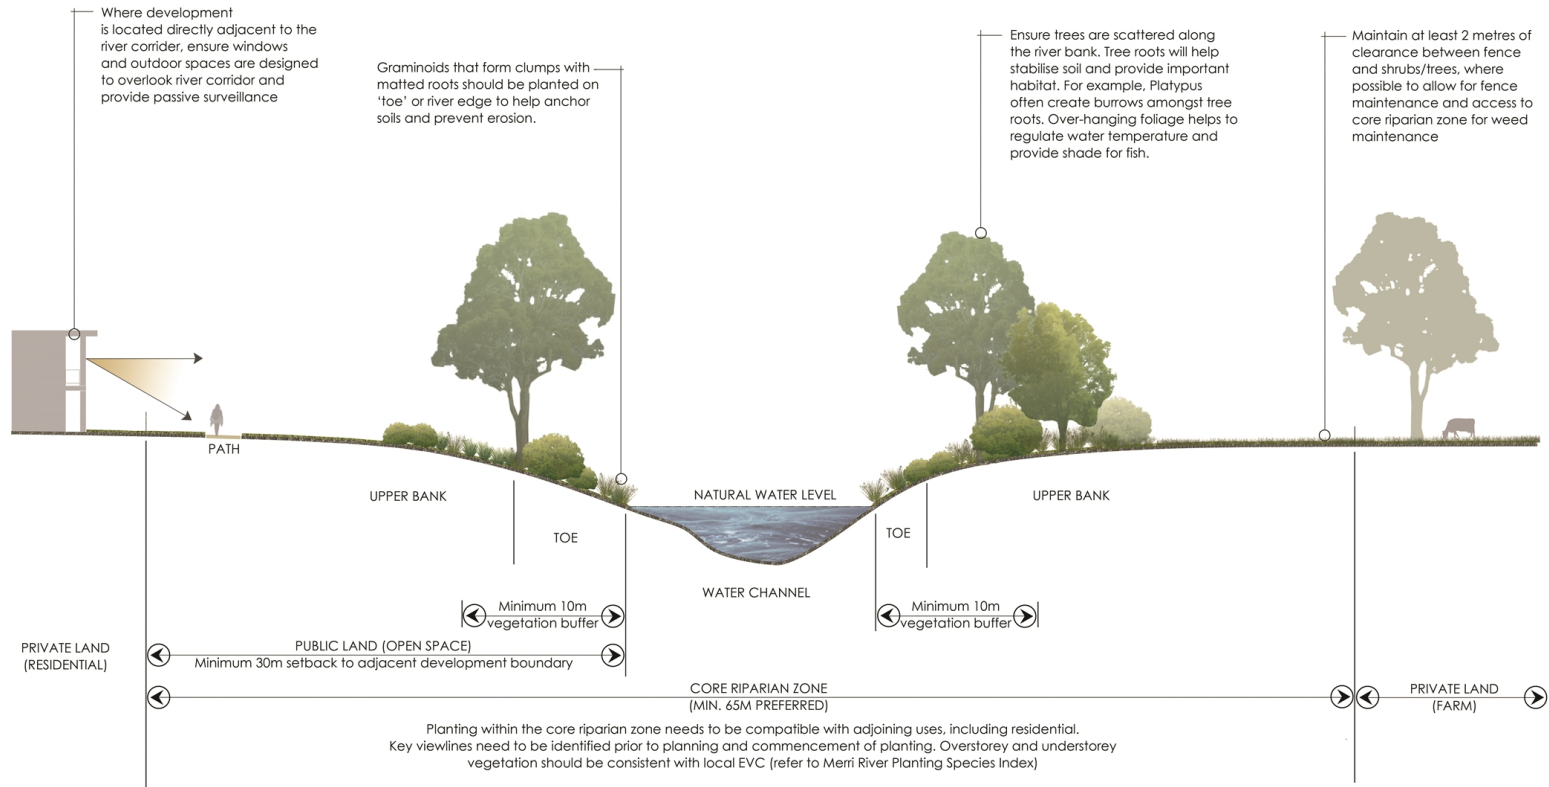 Where development
is located directly adjacent to the
river corrider, ensure windows
and outdoor spaces are designed
to overlook river corridor and
provide passive surveillance
Graminoids that form clumps with
matted roots should be planted on
‘toe’ or river edge to help anchor
soils and prevent erosion.
Ensure trees are scattered along
the river bank. Tree roots will help
stabilise soil and provide important
habitat. For example, Platypus
often create burrows amongst tree
roots. Over-hanging foliage helps to
regulate water temperature and
provide shade for fish.
Maintain at least 2 metres of
clearance between fence
and shrubs/trees, where
possible to allow for fence
maintenance and access to
core riparian zone for weed
maintenance
PATH
UPPER BANK
TOE
NATURAL WATER LEVEL
TOE
UPPER BANK
WATER CHANNEL
Minimum 10m
vegetation buffer
Minimum 10m
vegetation buffer
PRIVATE LAND
(RESIDENTIAL)
PUBLIC LAND (OPEN SPACE)
Minimum 30m setback to adjacent development boundary
CORE RIPARIAN ZONE
(MIN. 65M PREFERRED)
PRIVATE LAND
(FARM)
Planting within the core riparian zone needs to be compatible with adjoining uses, including residential.
Key viewlines need to be identified prior to planning and commencement of planting. Overstorey and understorey
vegetation should be consistent with local EVC (refer to Merri River Planting Species Index)